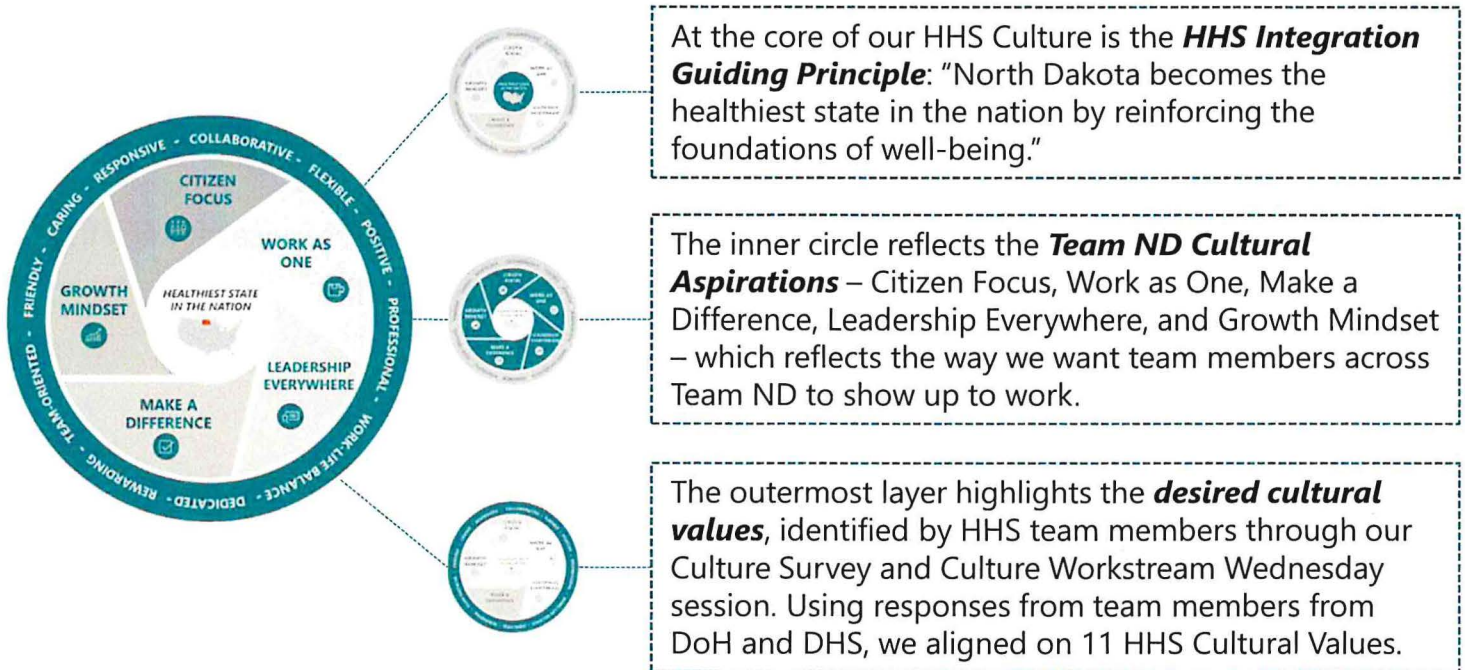 At the core of our HHS Culture is the HHS Integration
Guiding Principle: "North Dakota becomes the
healthiest state in the nation by reinforcing the
foundations of well-being."
TEAM-ORIENTED - FRIENDLY - CARING - RESPONSIVE - COLLABORATIVE - FLEXIBLE - POSITIVE - PROFESSIONAL - WORK-LIFE BALANCE - DEDICATED - REWARDING -
CITIZEN
FOCUS
WORK AS
ONE
GROWTH
MINDSET
HEALTHIEST STATE
IN THE NATION
LEADERSHIP
EVERYWHERE
MAKE A
DIFFERENCE
The inner circle reflects the Team ND Cultural
Aspirations – Citizen Focus, Work as One, Make a
Difference, Leadership Everywhere, and Growth Mindset
– which reflects the way we want team members across
Team ND to show up to work.
The outermost layer highlights the desired cultural
values, identified by HHS team members through our
Culture Survey and Culture Workstream Wednesday
session. Using responses from team members from
DoH and DHS, we aligned on 11 HHS Cultural Values.